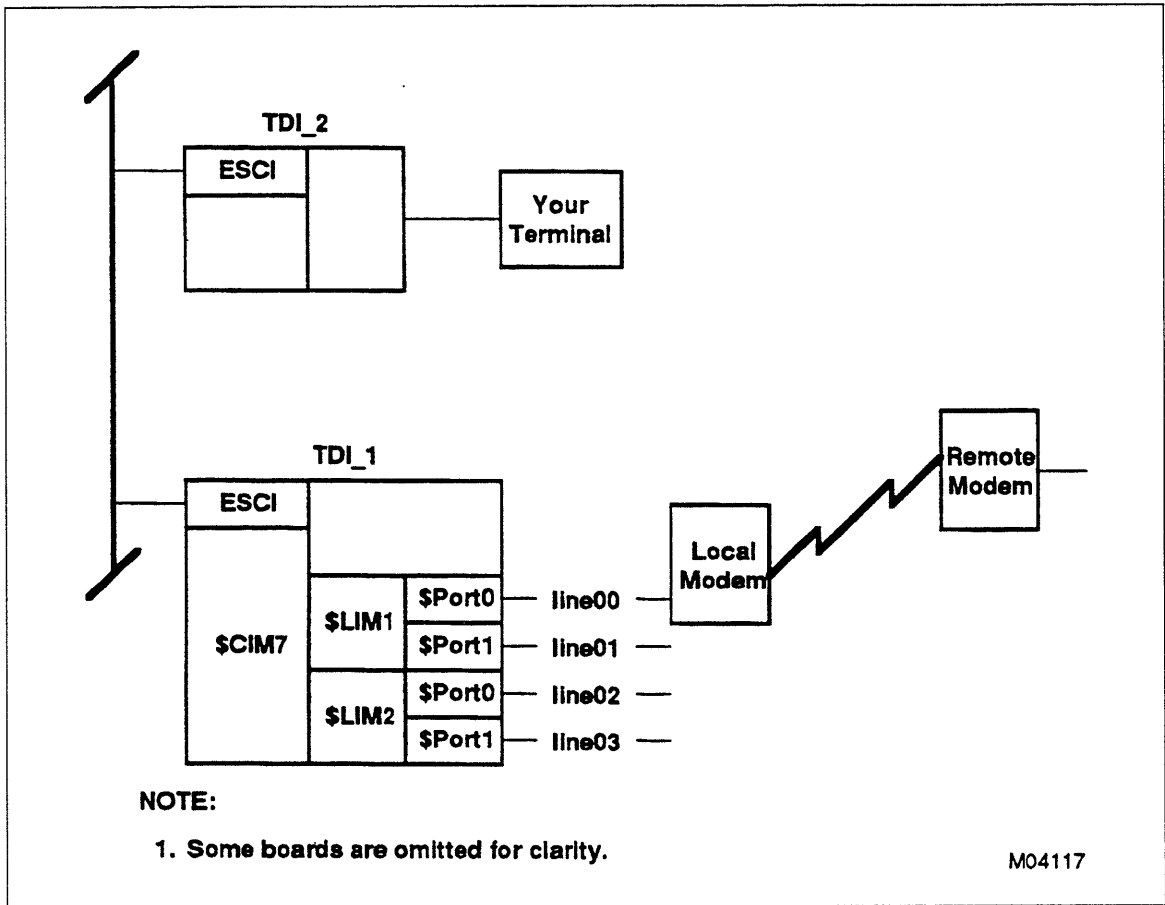 TDI_2
ESCI
Your
Terminal
TDI_1
ESCI
$CIM7
$LIM1
$LIM2
$Port0
$Port1
$Port0
$Port1
line00
line01
line02
line03
Local
Modem
Remote
Modem
NOTE:
1. Some boards are omitted for clarity.
M04117